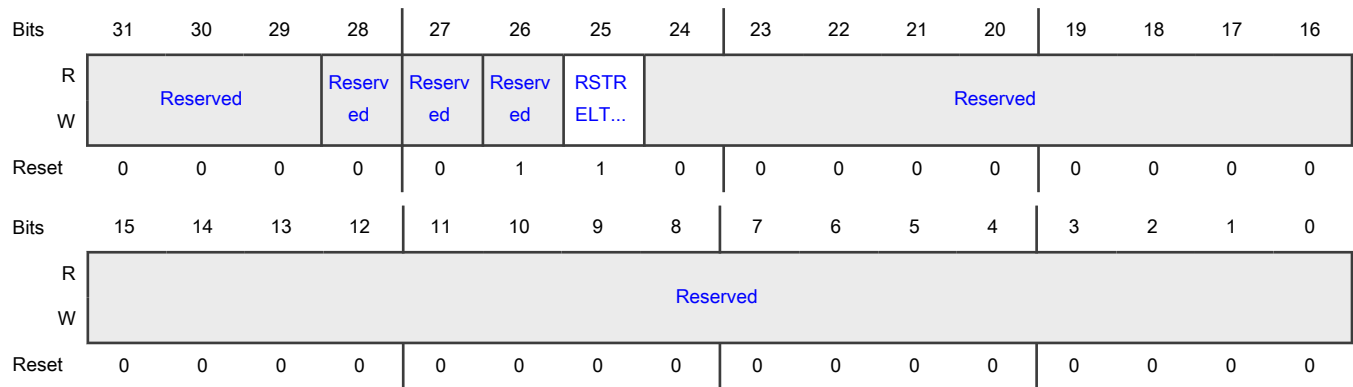 Bits 31 30 29 28 27 26 25 24 23 22 21 20 19 18 17 16
R
W
Reserved Reserv Reserv Reserv RSTR Reserved
ed ed ed ELT...
Reset 0 0 0 0 0 1 1 0 0 0 0 0 0 0 0 0
Bits 15 14 13 12 11 10 9 8 7 6 5 4 3 2 1 0
R
W
Reserved
Reset 0 0 0 0 0 0 0 0 0 0 0 0 0 0 0 0